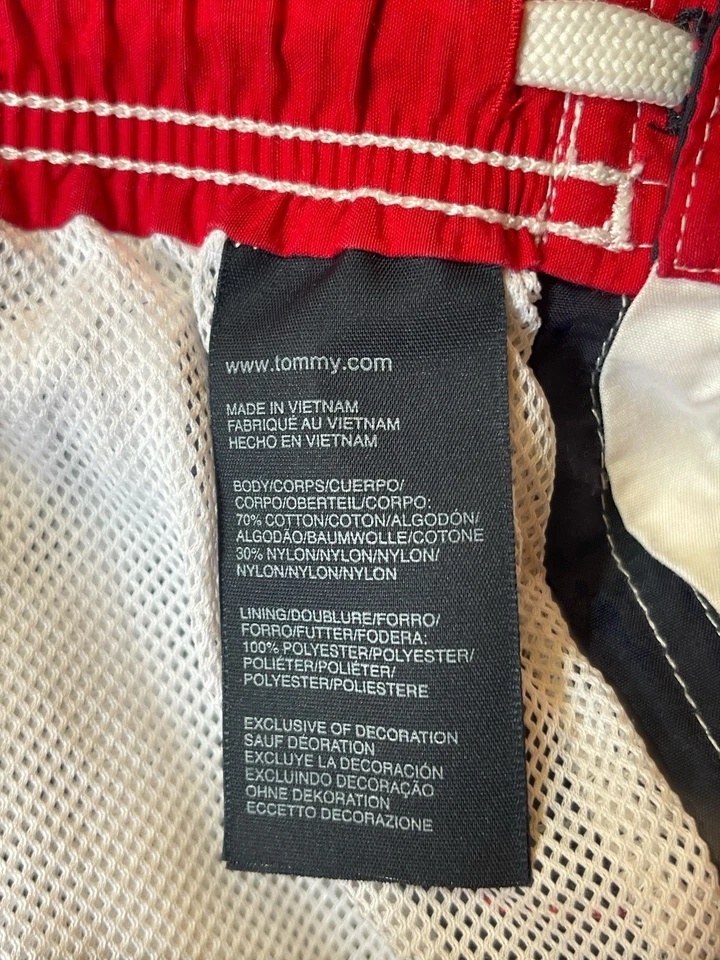 www.tommy.com
MADE IN VIETNAM
FABRIQUÉ AU VIETNAM
HECHO EN VIETNAM
BODY/CORPS/CUERPO/
CORPO/OBERTEIL/CORPO:
70% COTTON/COTON/ALGODÓN/
ALGODÃO/BAUMWOLLE/COTONE
30% NYLON/NYLON/NYLON/
NYLON/NYLON/NYLON
LINING/DOUBLURE/FORRO/
FORRO/FUTTER/FODERA:
100% POLYESTER/POLYESTER/
POLIÉTER/POLIÉTER/
POLYESTER/POLIESTERE
EXCLUSIVE OF DECORATION
SAUF DÉORATION
EXCLUYE LA DECORACIÓN
EXCLUINDO DECORAÇÃO
OHNE DEKORATION
ECCETTO DECORAZIONE